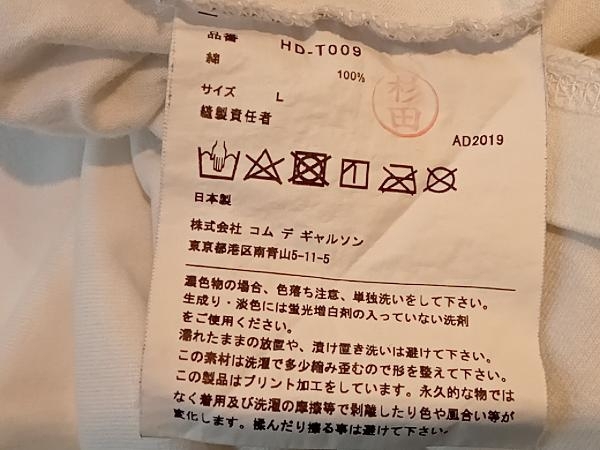 品番 HD-T009
綿 100%
サイズ L
縫製責任者 杉田
AD2019
日本製
株式会社 コム デ ギャルソン
東京都港区南青山5-11-5
濃色物の場合、色落ち注意、単独洗いをして下さい。
生成り・淡色には蛍光増白剤の入っていない洗剤
をご使用ください。
濡れたままの放置や、漬け置き洗いは避けて下さい。
この素材は洗濯で多少縮み歪むので形を整えて下さい。
この製品はプリント加工をしています。永久的な物では
なく着用及び洗濯の摩擦等で剥離したり色や風合い等が
変化します。揉んだり擦る事は避けて下さい